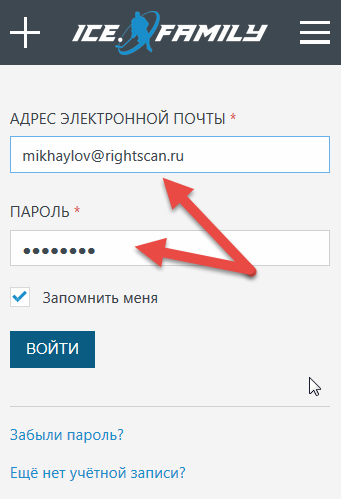 ICE.FAMILY
АДРЕС ЭЛЕКТРОННОЙ ПОЧТЫ *
mikhaylov@rightscan.ru
ПАРОЛЬ *
●●●●●●●●
Запомнить меня
ВОЙТИ
Забыли пароль?
Ещё нет учётной записи?